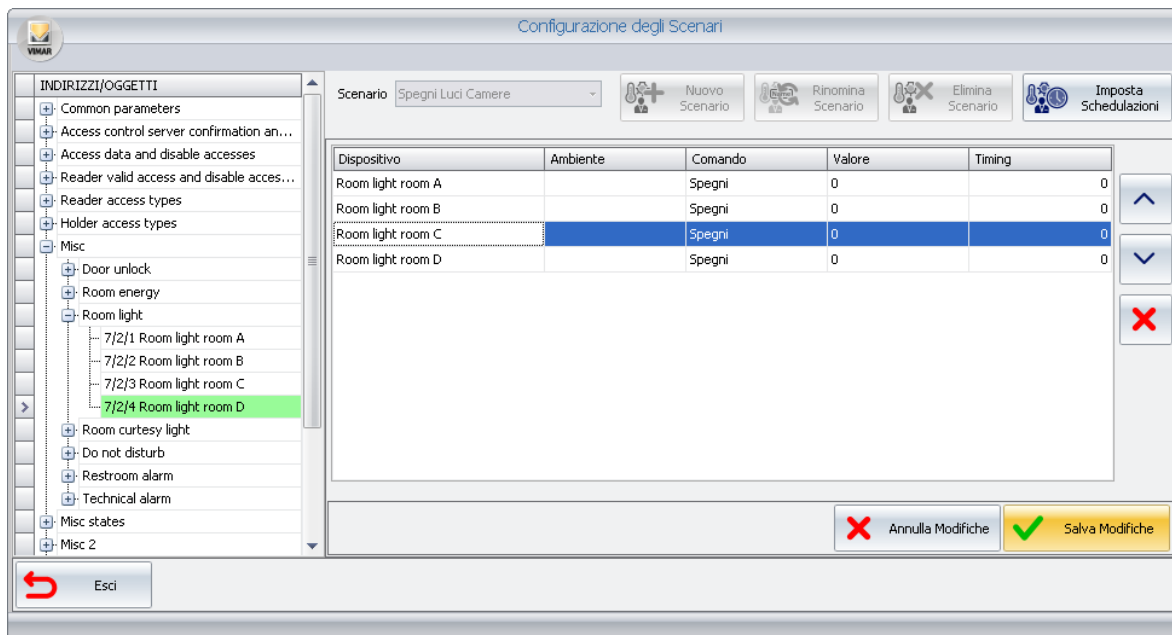 Configurazione degli Scenari
VIMAR
INDIRIZZI/OGGETTI
Common parameters
Access control server confirmation an...
Access data and disable accesses
Reader valid access and disable acces...
Reader access types
Holder access types
Misc
Door unlock
Room energy
Room light
7/2/1 Room light room A
7/2/2 Room light room B
7/2/3 Room light room C
7/2/4 Room light room D
Room curtesy light
Do not disturb
Restroom alarm
Technical alarm
Misc states
Misc 2
Scenario Spegni Luci Camere
Nuovo
Scenario
Rinomina
Scenario
Elimina
Scenario
Imposta
Schedulazioni
Dispositivo Ambiente Comando Valore Timing
Room light room A Spegni 0 0
Room light room B Spegni 0 0
Room light room C Spegni 0 0
Room light room D Spegni 0 0
Annulla Modifiche Salva Modifiche
Esci